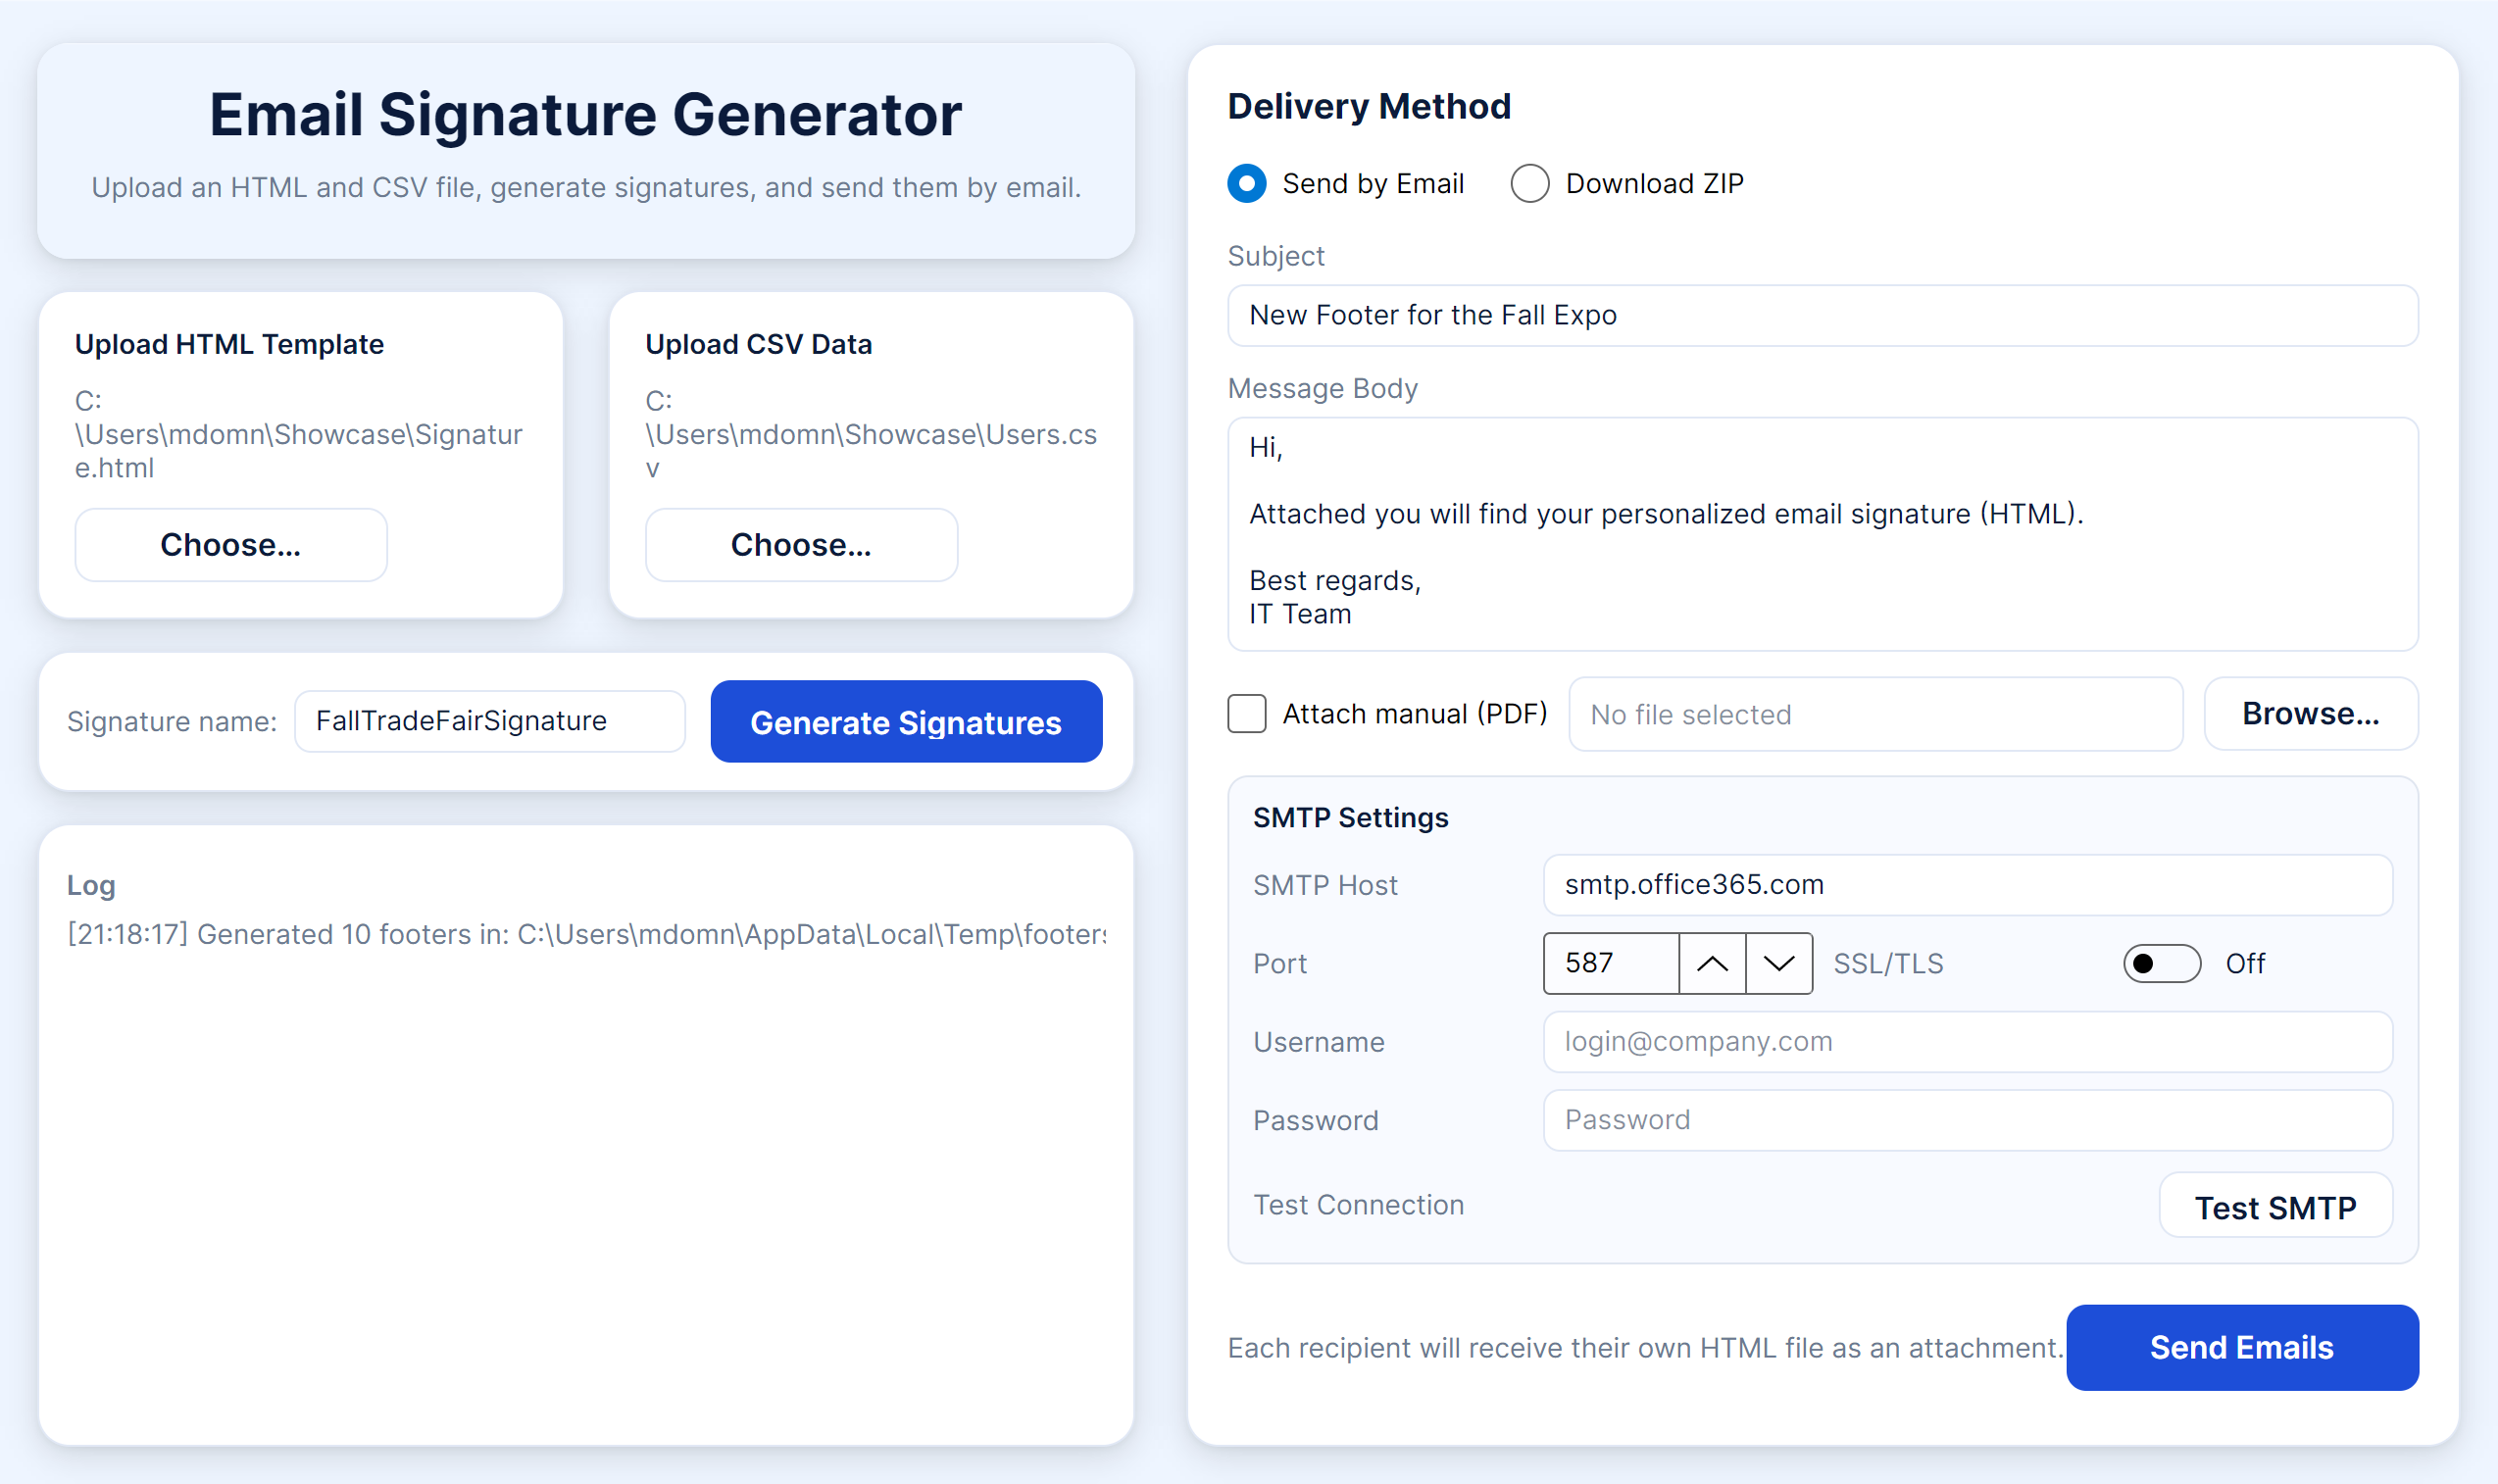 Email Signature Generator
Upload an HTML and CSV file, generate signatures, and send them by email.
Upload HTML Template
C:
\Users\mdomn\Showcase\Signatur
e.html
Choose...
Upload CSV Data
C:
\Users\mdomn\Showcase\Users.cs
v
Choose...
Signature name:
FallTradeFairSignature
Generate Signatures
Log
[21:18:17] Generated 10 footers in: C:\Users\mdomn\AppData\Local\Temp\footers
Delivery Method
Send by Email
Download ZIP
Subject
New Footer for the Fall Expo
Message Body
Hi,
Attached you will find your personalized email signature (HTML).
Best regards,
IT Team
Attach manual (PDF)
No file selected
Browse...
SMTP Settings
SMTP Host
smtp.office365.com
Port
587
SSL/TLS
Off
Username
login@company.com
Password
Password
Test Connection
Test SMTP
Each recipient will receive their own HTML file as an attachment.
Send Emails